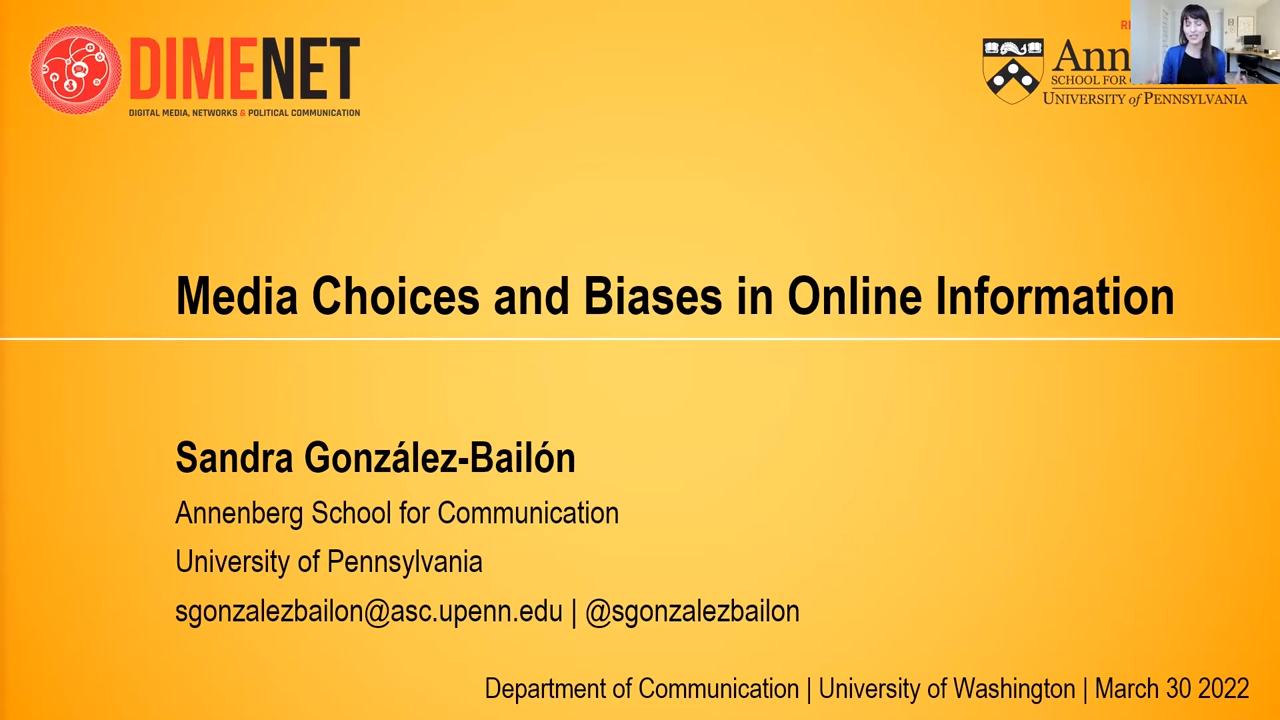 DIMENET
DIGITAL MEDIA, NETWORKS & POLITICAL COMMUNICATION
Ann
SCHOOL FOR
UNIVERSITY of PENNSYLVANIA
Media Choices and Biases in Online Information
Sandra González-Bailón
Annenberg School for Communication
University of Pennsylvania
sgonzalezbailon@asc.upenn.edu | @sgonzalezbailon
Department of Communication | University of Washington | March 30 2022